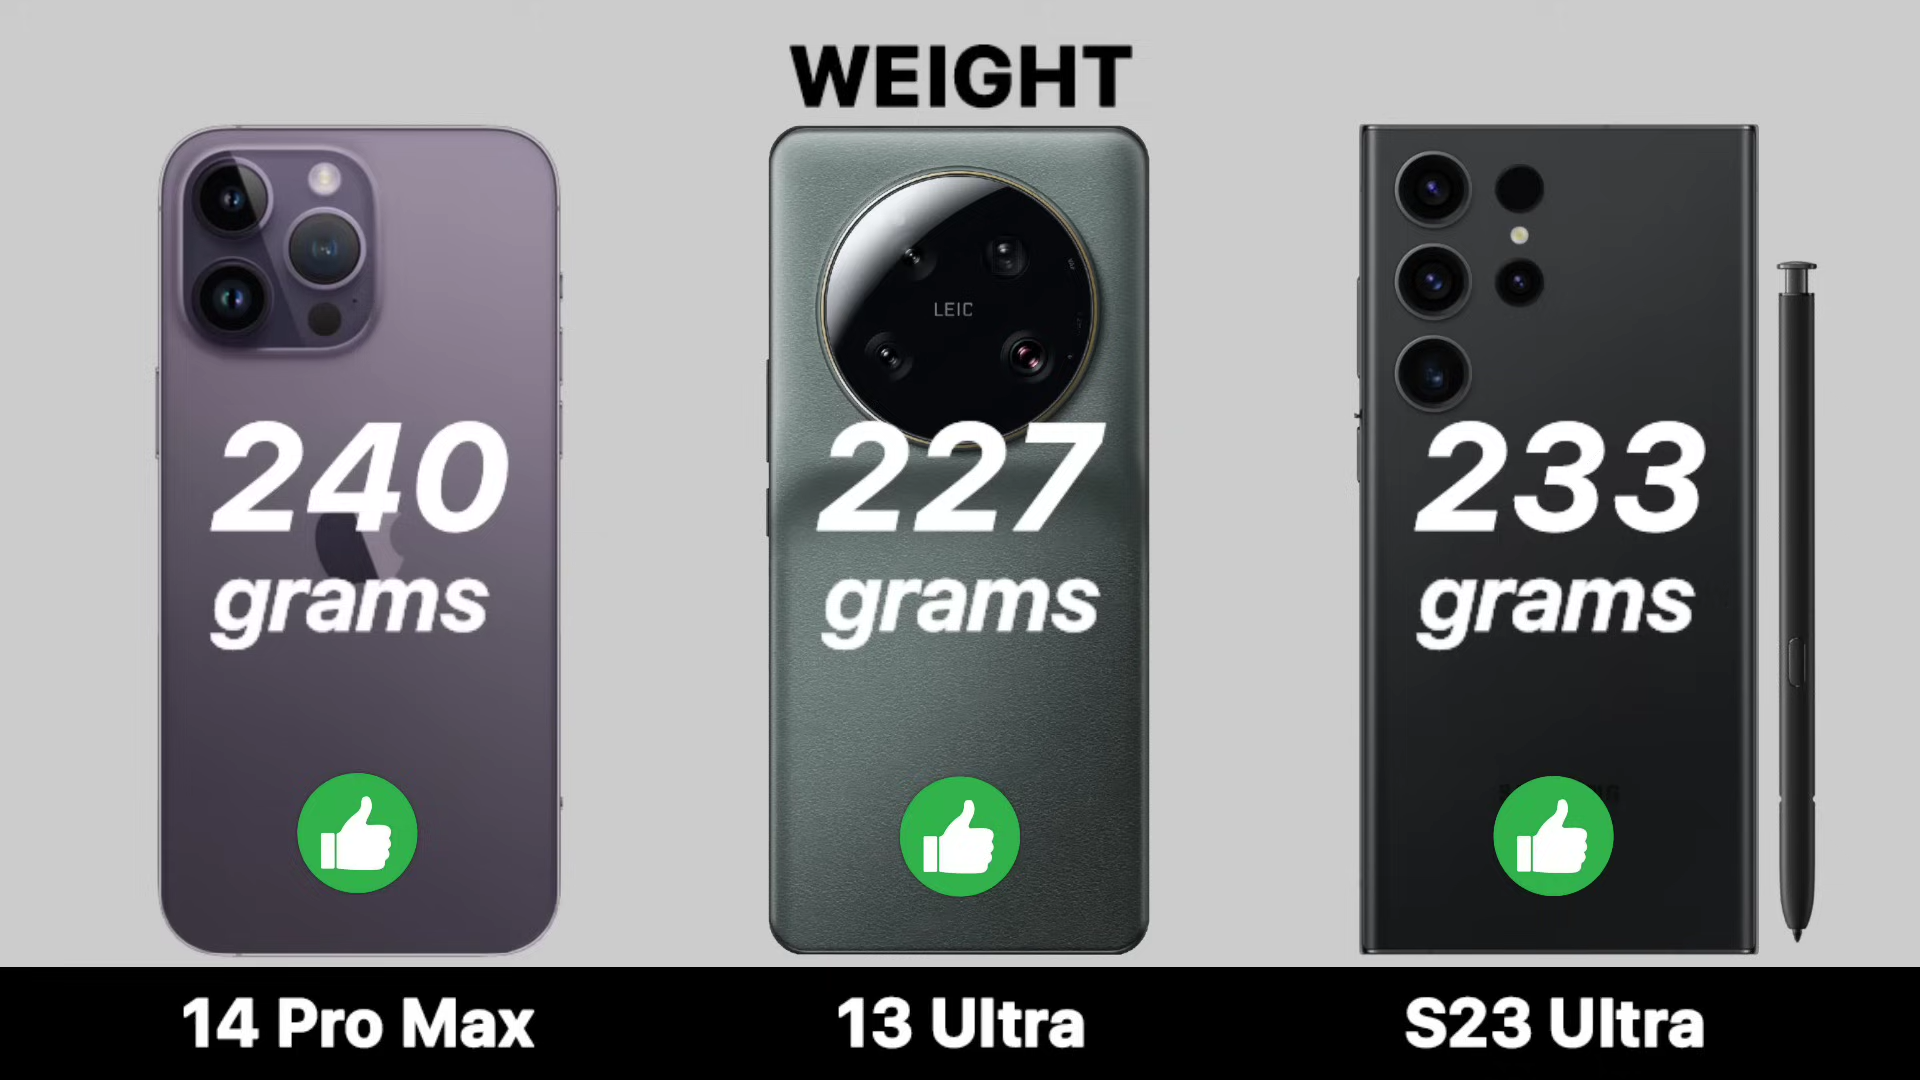 WEIGHT
LEIC
240
grams
227
grams
233
grams
14 Pro Max
13 Ultra
S23 Ultra